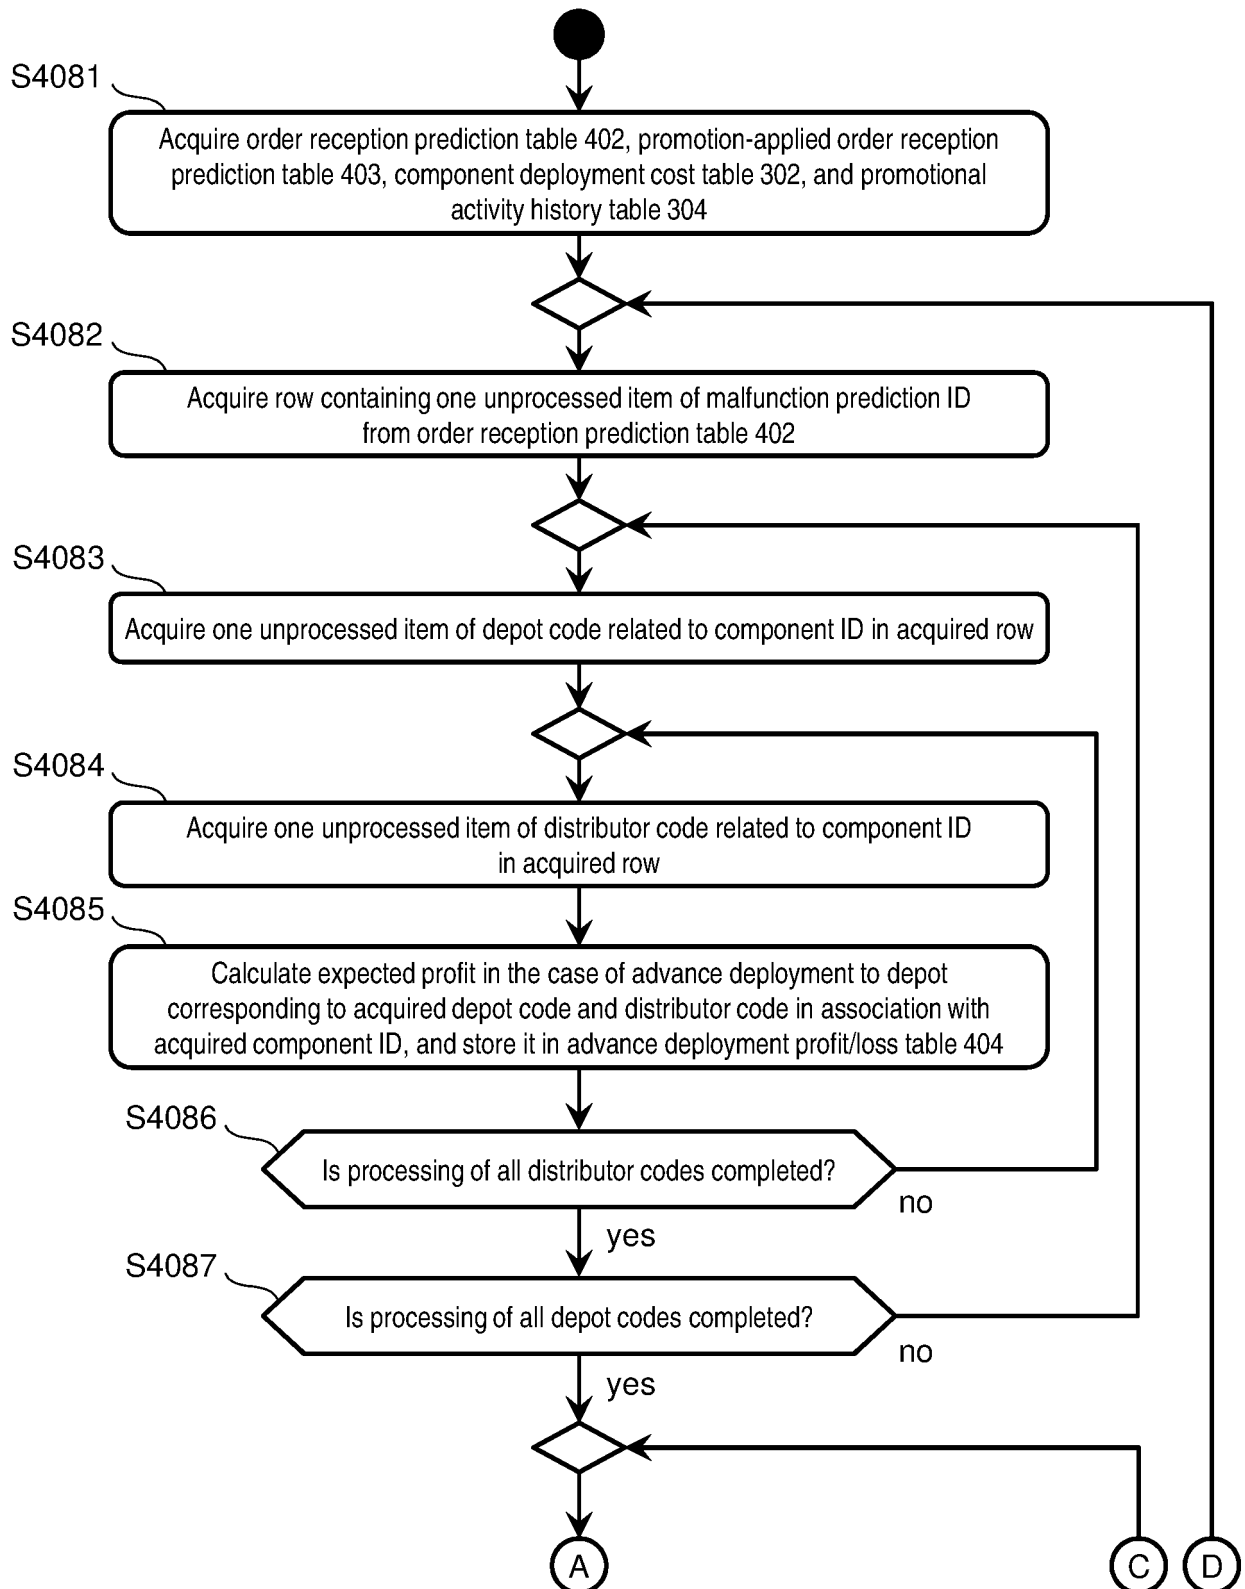 S4081
Acquire order reception prediction table 402, promotion-applied order reception
prediction table 403, component deployment cost table 302, and promotional
activity history table 304
S4082
Acquire row containing one unprocessed item of malfunction prediction ID
from order reception prediction table 402
S4083
Acquire one unprocessed item of depot code related to component ID in acquired row
S4084
Acquire one unprocessed item of distributor code related to component ID
in acquired row
S4085
Calculate expected profit in the case of advance deployment to depot
corresponding to acquired depot code and distributor code in association with
acquired component ID, and store it in advance deployment profit/loss table 404
S4086
Is processing of all distributor codes completed?
no
yes
S4087
Is processing of all depot codes completed?
no
yes
A
C
D